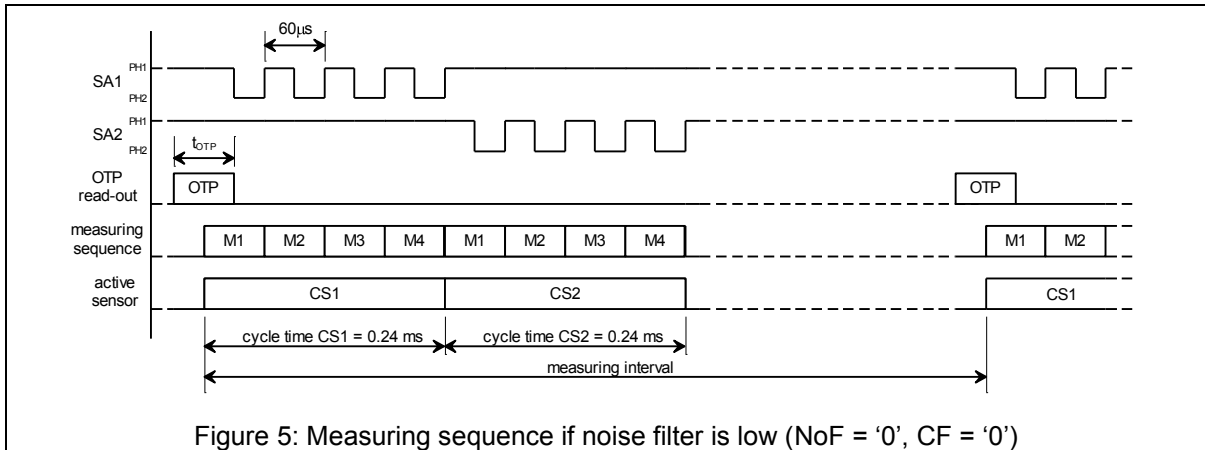 60µs
SA1
PH1
PH2
SA2
PH1
PH2
tOTP
OTP
read-out
OTP
OTP
measuring
sequence
M1 M2 M3 M4 M1 M2 M3 M4 M1 M2
active
sensor
CS1 CS2 CS1
cycle time CS1 = 0.24 ms cycle time CS2 = 0.24 ms
measuring interval
Figure 5: Measuring sequence if noise filter is low (NoF = ‘0’, CF = ‘0’)